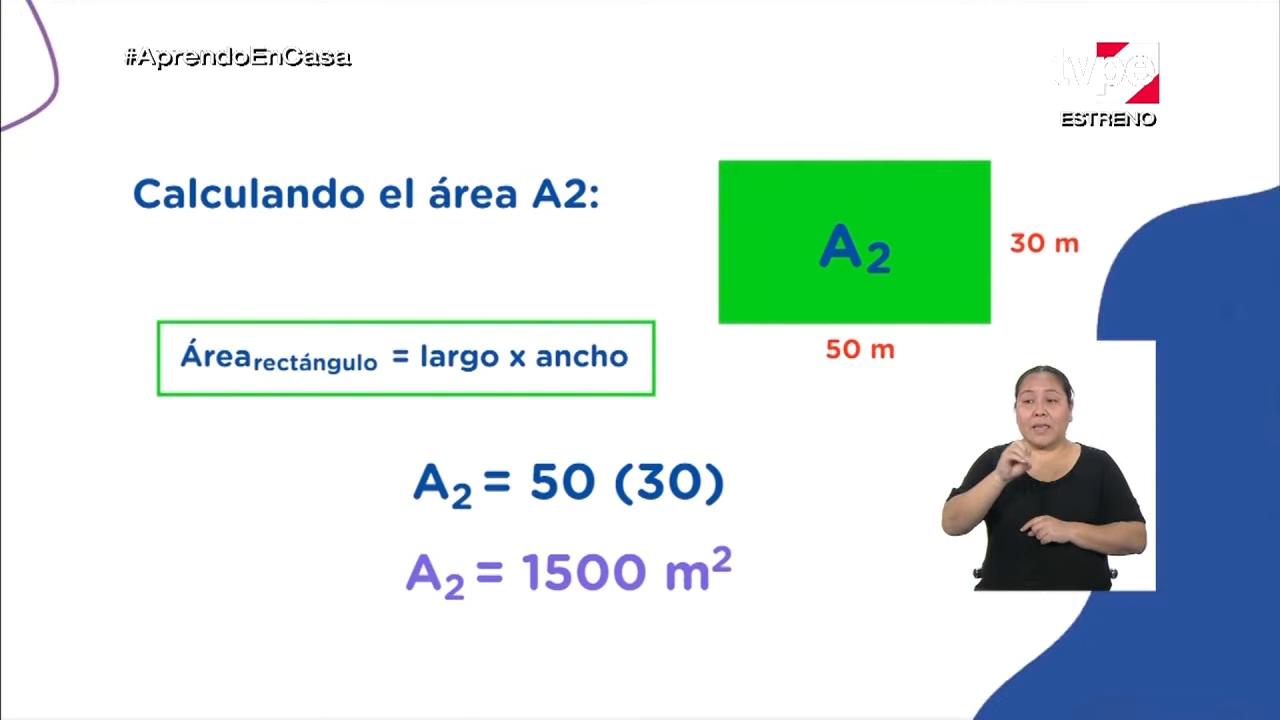 #AprendoEnCasa
tvpe
ESTRENO
Calculando el área A2:
A₂
30 m
50 m
Área rectángulo = largo x ancho
A₂ = 50 (30)
A₂ = 1500 m²